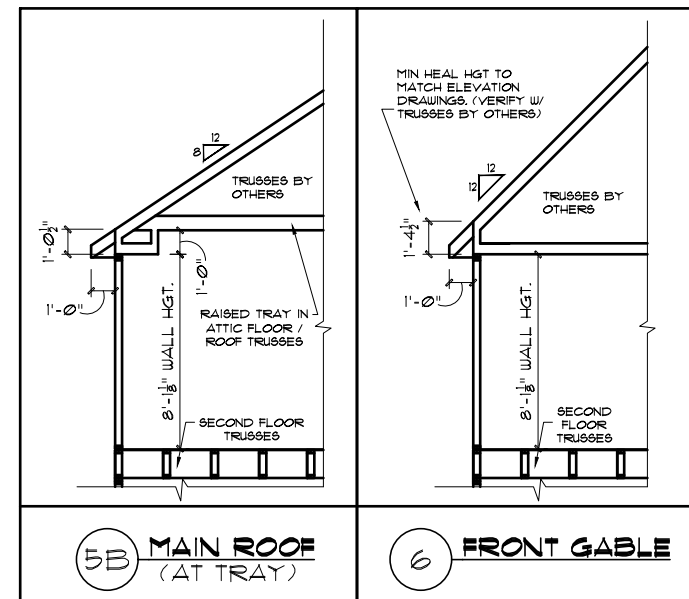 12
8
TRUSSES BY
OTHERS
1'-0½"
1'-0"
1'-0"
8'-1⅛" WALL HGT.
RAISED TRAY IN
ATTIC FLOOR /
ROOF TRUSSES
SECOND FLOOR
TRUSSES
5B MAIN ROOF
(AT TRAY)
MIN HEAL HGT TO
MATCH ELEVATION
DRAWINGS. (VERIFY W/
TRUSSES BY OTHERS)
12
12
TRUSSES BY
OTHERS
1'-4½"
1'-0"
8'-1⅛" WALL HGT.
SECOND
FLOOR
TRUSSES
6 FRONT GABLE